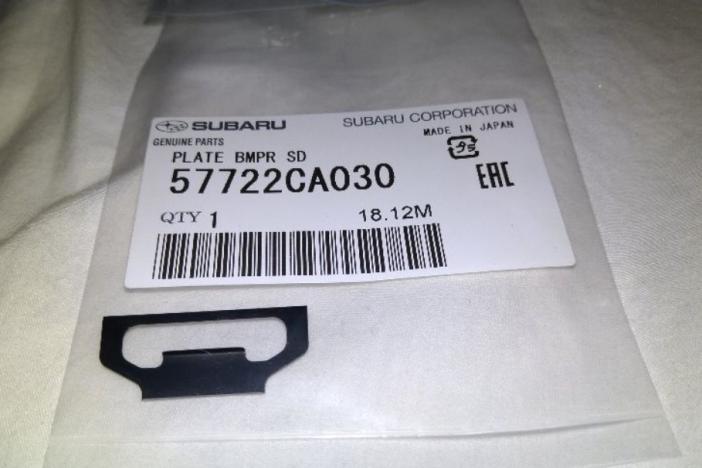 SUBARU
SUBARU CORPORATION
GENUINE PARTS
MADE IN JAPAN
PLATE BMPR SD
57722CA030
EAC
QTY 1
18.12M